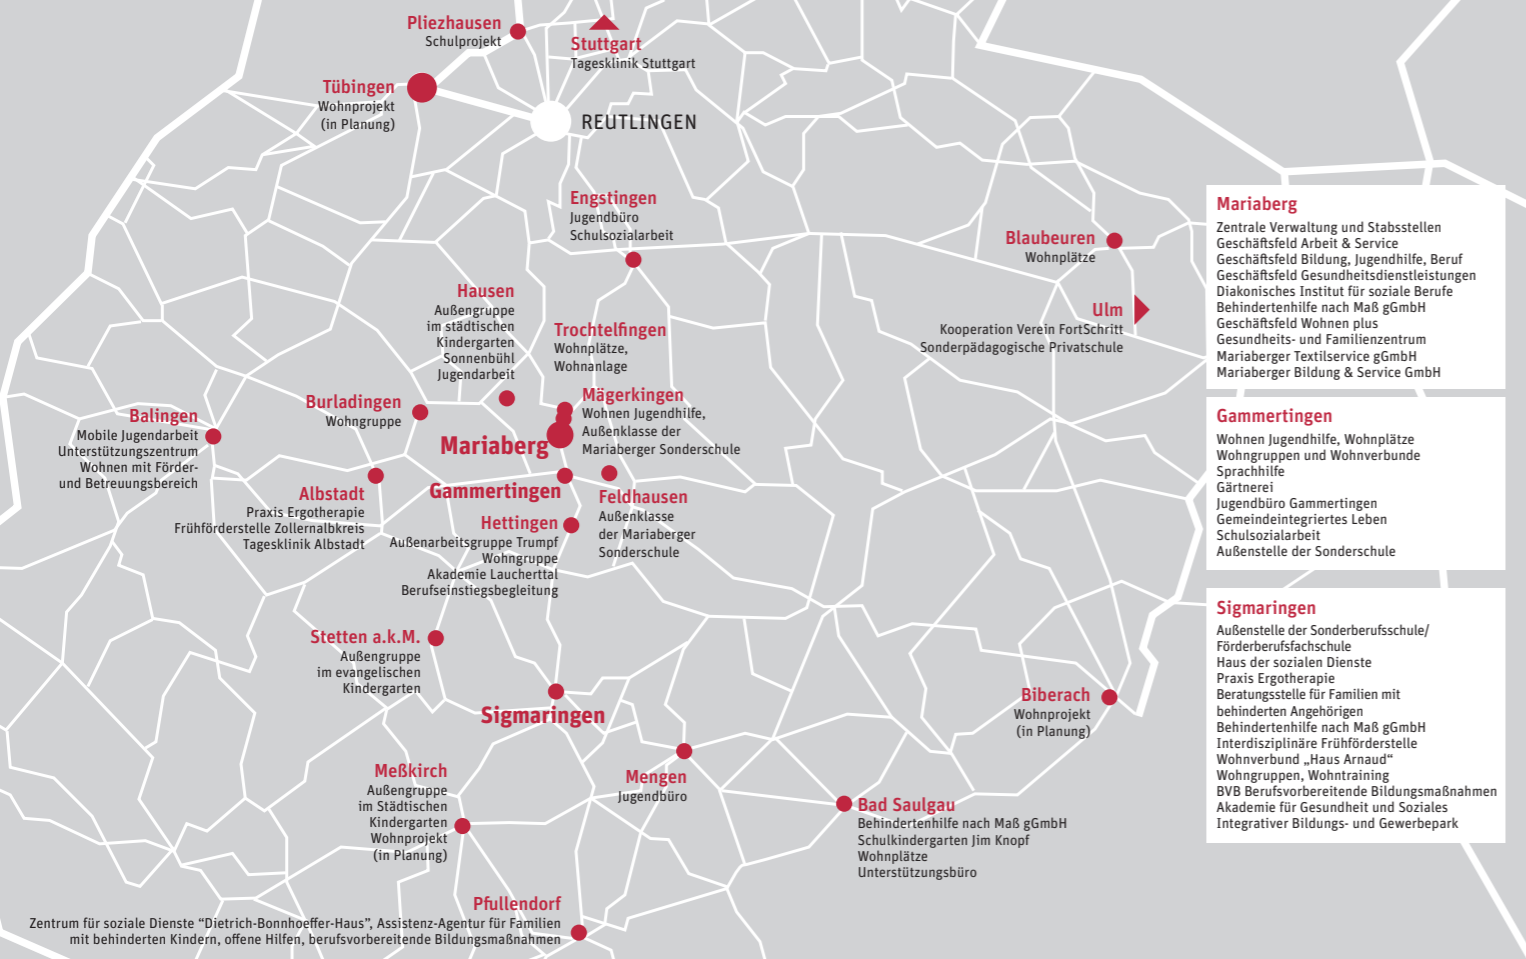 Pliezhausen
Schulprojekt
Stuttgart
Tagesklinik Stuttgart
Tübingen
Wohnprojekt
(in Planung)
REUTLINGEN
Engstingen
Jugendbüro
Schulsozialarbeit
Blaubeuren
Wohnplätze
Ulm
Kooperation Verein FortSchritt
Sonderpädagogische Privatschule
Hausen
Außengruppe
im städtischen
Kindergarten
Sonnenbühl
Jugendarbeit
Trochtelfingen
Wohnplätze,
Wohnanlage
Mägerkingen
Wohnen Jugendhilfe,
Außenklasse der
Mariaberger Sonderschule
Burladingen
Wohngruppe
Balingen
Mobile Jugendarbeit
Unterstützungszentrum
Wohnen mit Förder-
und Betreuungsbereich
Mariaberg
Albstadt
Praxis Ergotherapie
Frühförderstelle Zollernalbkreis
Tagesklinik Albstadt
Gammertingen
Feldhausen
Außenklasse
der Mariaberger
Sonderschule
Hettingen
Außenarbeitsgruppe Trumpf
Wohngruppe
Akademie Laucherttal
Berufseinstiegsbegleitung
Stetten a.k.M.
Außengruppe
im evangelischen
Kindergarten
Sigmaringen
Biberach
Wohnprojekt
(in Planung)
Meßkirch
Außengruppe
im Städtischen
Kindergarten
Wohnprojekt
(in Planung)
Mengen
Jugendbüro
Bad Saulgau
Behindertenhilfe nach Maß gGmbH
Schulkindergarten Jim Knopf
Wohnplätze
Unterstützungsbüro
Pfullendorf
Zentrum für soziale Dienste “Dietrich-Bonnhoeffer-Haus”, Assistenz-Agentur für Familien
mit behinderten Kindern, offene Hilfen, berufsvorbereitende Bildungsmaßnahmen
Mariaberg
Zentrale Verwaltung und Stabsstellen
Geschäftsfeld Arbeit & Service
Geschäftsfeld Bildung, Jugendhilfe, Beruf
Geschäftsfeld Gesundheitsdienstleistungen
Diakonisches Institut für soziale Berufe
Behindertenhilfe nach Maß gGmbH
Geschäftsfeld Wohnen plus
Gesundheits- und Familienzentrum
Mariaberger Textilservice gGmbH
Mariaberger Bildung & Service GmbH
Gammertingen
Wohnen Jugendhilfe, Wohnplätze
Wohngruppen und Wohnverbunde
Sprachhilfe
Gärtnerei
Jugendbüro Gammertingen
Gemeindeintegriertes Leben
Schulsozialarbeit
Außenstelle der Sonderschule
Sigmaringen
Außenstelle der Sonderberufsschule/
Förderberufsfachschule
Haus der sozialen Dienste
Praxis Ergotherapie
Beratungsstelle für Familien mit
behinderten Angehörigen
Behindertenhilfe nach Maß gGmbH
Interdisziplinäre Frühförderstelle
Wohnverbund „Haus Arnaud“
Wohngruppen, Wohntraining
BVB Berufsvorbereitende Bildungsmaßnahmen
Akademie für Gesundheit und Soziales
Integrativer Bildungs- und Gewerbepark